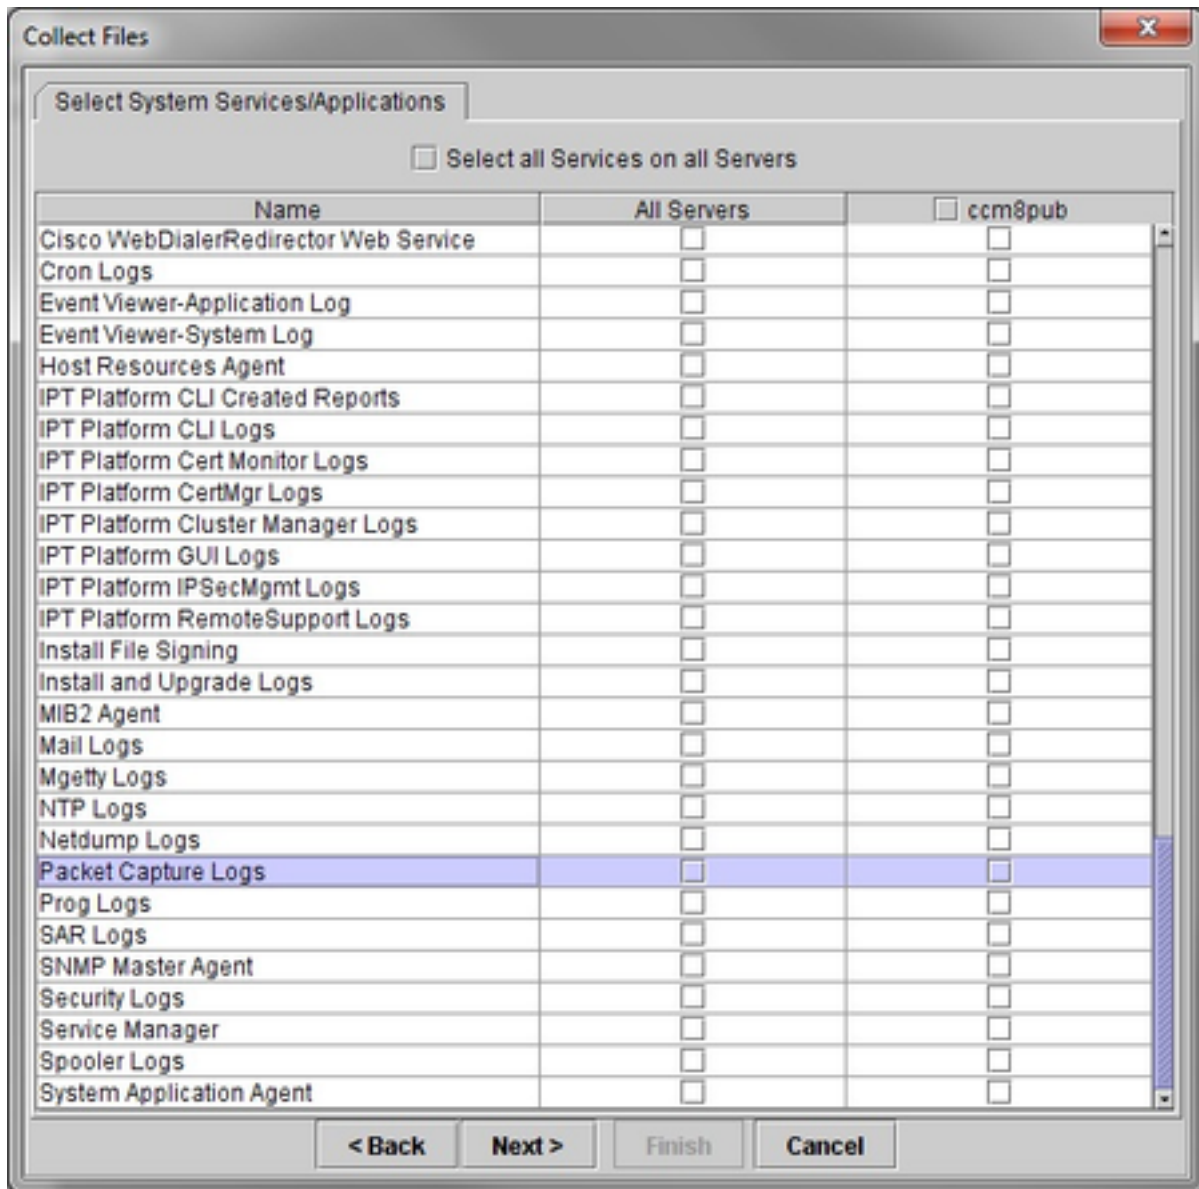 Collect Files
Select System Services/Applications
Select all Services on all Servers
Name All Servers ccm8pub
Cisco WebDialerRedirector Web Service
Cron Logs
Event Viewer-Application Log
Event Viewer-System Log
Host Resources Agent
IPT Platform CLI Created Reports
IPT Platform CLI Logs
IPT Platform Cert Monitor Logs
IPT Platform CertMgr Logs
IPT Platform Cluster Manager Logs
IPT Platform GUI Logs
IPT Platform IPSecMgmt Logs
IPT Platform RemoteSupport Logs
Install File Signing
Install and Upgrade Logs
MIB2 Agent
Mail Logs
Mgetty Logs
NTP Logs
Netdump Logs
Packet Capture Logs
Prog Logs
SAR Logs
SNMP Master Agent
Security Logs
Service Manager
Spooler Logs
System Application Agent
< Back Next > Finish Cancel